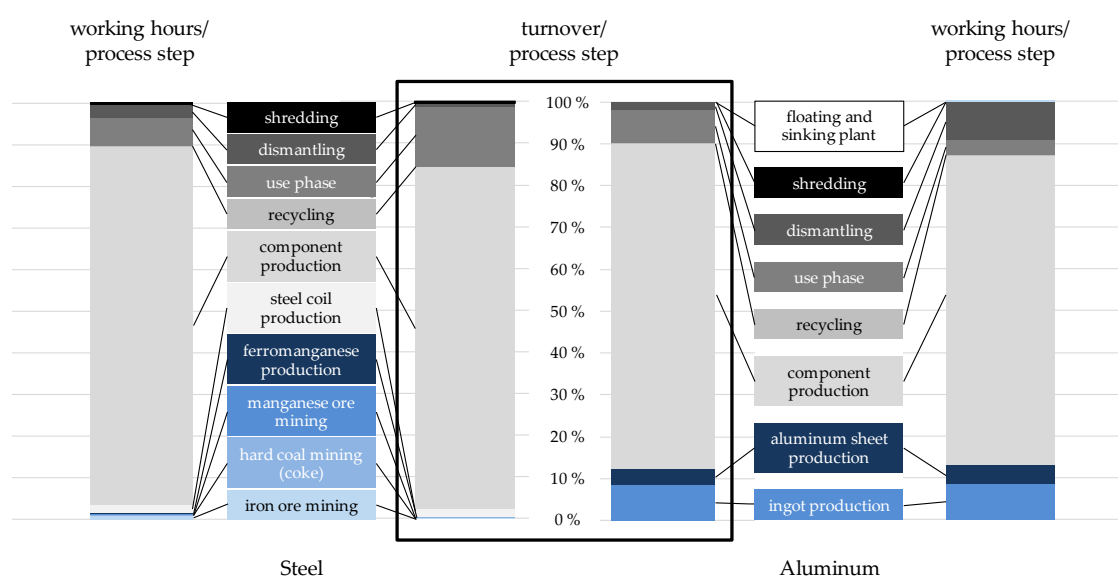 working hours/
process step
turnover/
process step
working hours/
process step
shredding
dismantling
use phase
recycling
component
production
steel coil
production
ferromanganese
production
manganese ore
mining
hard coal mining
(coke)
iron ore mining
100 %
90 %
80 %
70 %
60 %
50 %
40 %
30 %
20 %
10 %
0 %
floating and
sinking plant
shredding
dismantling
use phase
recycling
component
production
aluminum sheet
production
ingot production
Steel
Aluminum